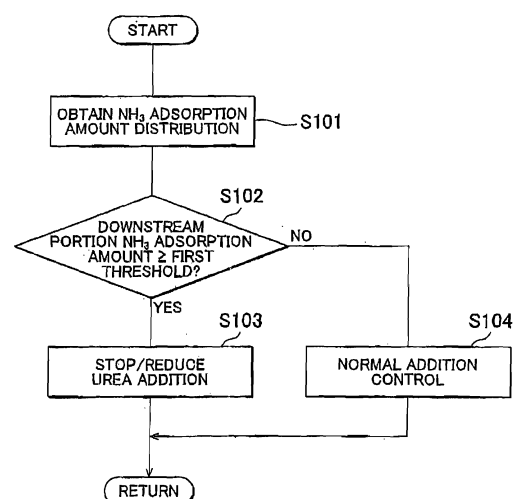 START
OBTAIN NH₃ ADSORPTION
AMOUNT DISTRIBUTION
S101
S102
DOWNSTREAM
PORTION NH₃ ADSORPTION
AMOUNT ≥ FIRST
THRESHOLD?
NO
YES
S103
STOP/REDUCE
UREA ADDITION
S104
NORMAL ADDITION
CONTROL
RETURN